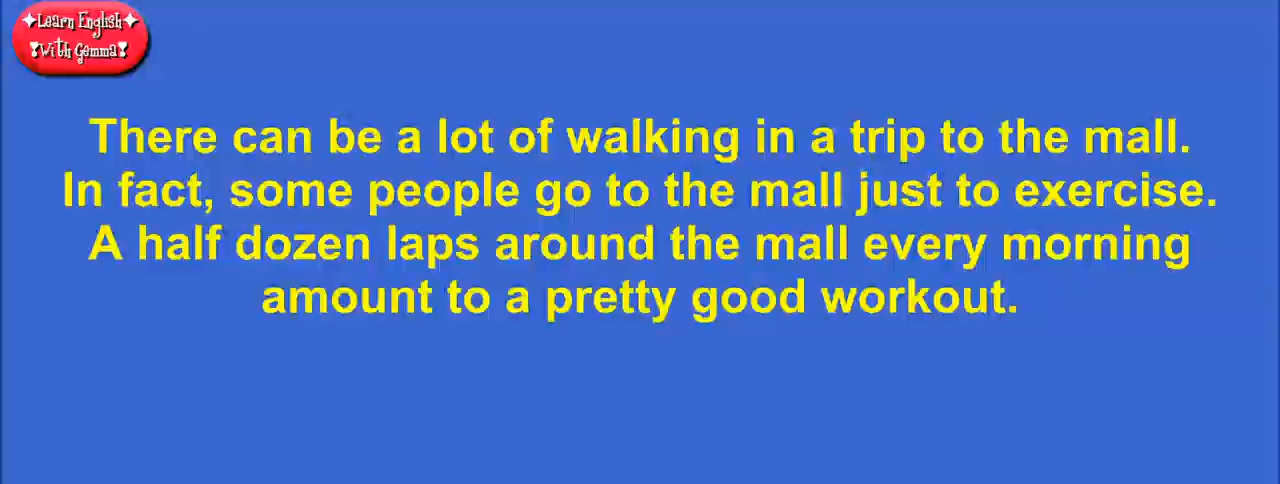 ✦Learn English✦
❣With Gemma❣
There can be a lot of walking in a trip to the mall.
In fact, some people go to the mall just to exercise.
A half dozen laps around the mall every morning
amount to a pretty good workout.